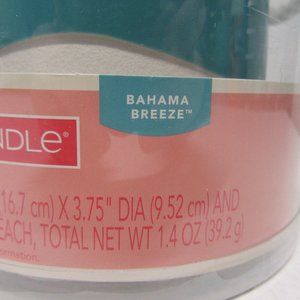 BAHAMA
BREEZE™
NDLE®
(16.7 cm) X 3.75" DIA (9.52 cm) AND
EACH, TOTAL NET WT 1.4 OZ (39.2 g)
formation.